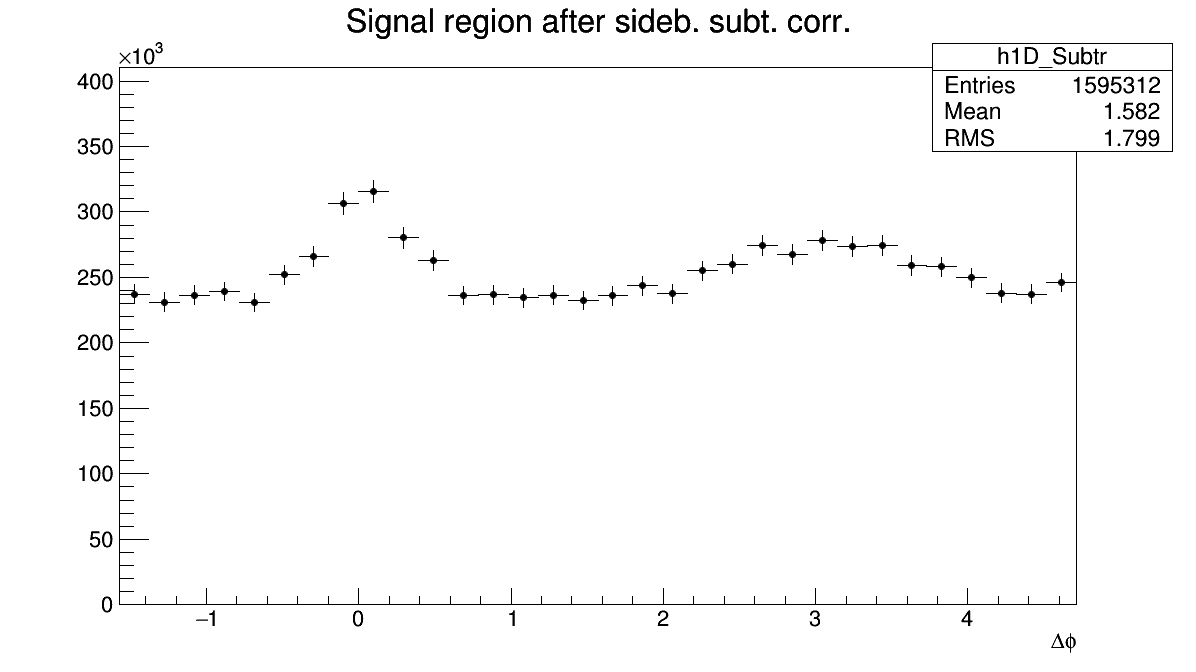 Signal region after sideb. subt. corr.
×10³
h1D_Subtr
Entries 1595312
Mean 1.582
RMS 1.799
400
350
300
250
200
150
100
50
0
−1 0 1 2 3 4
Δϕ